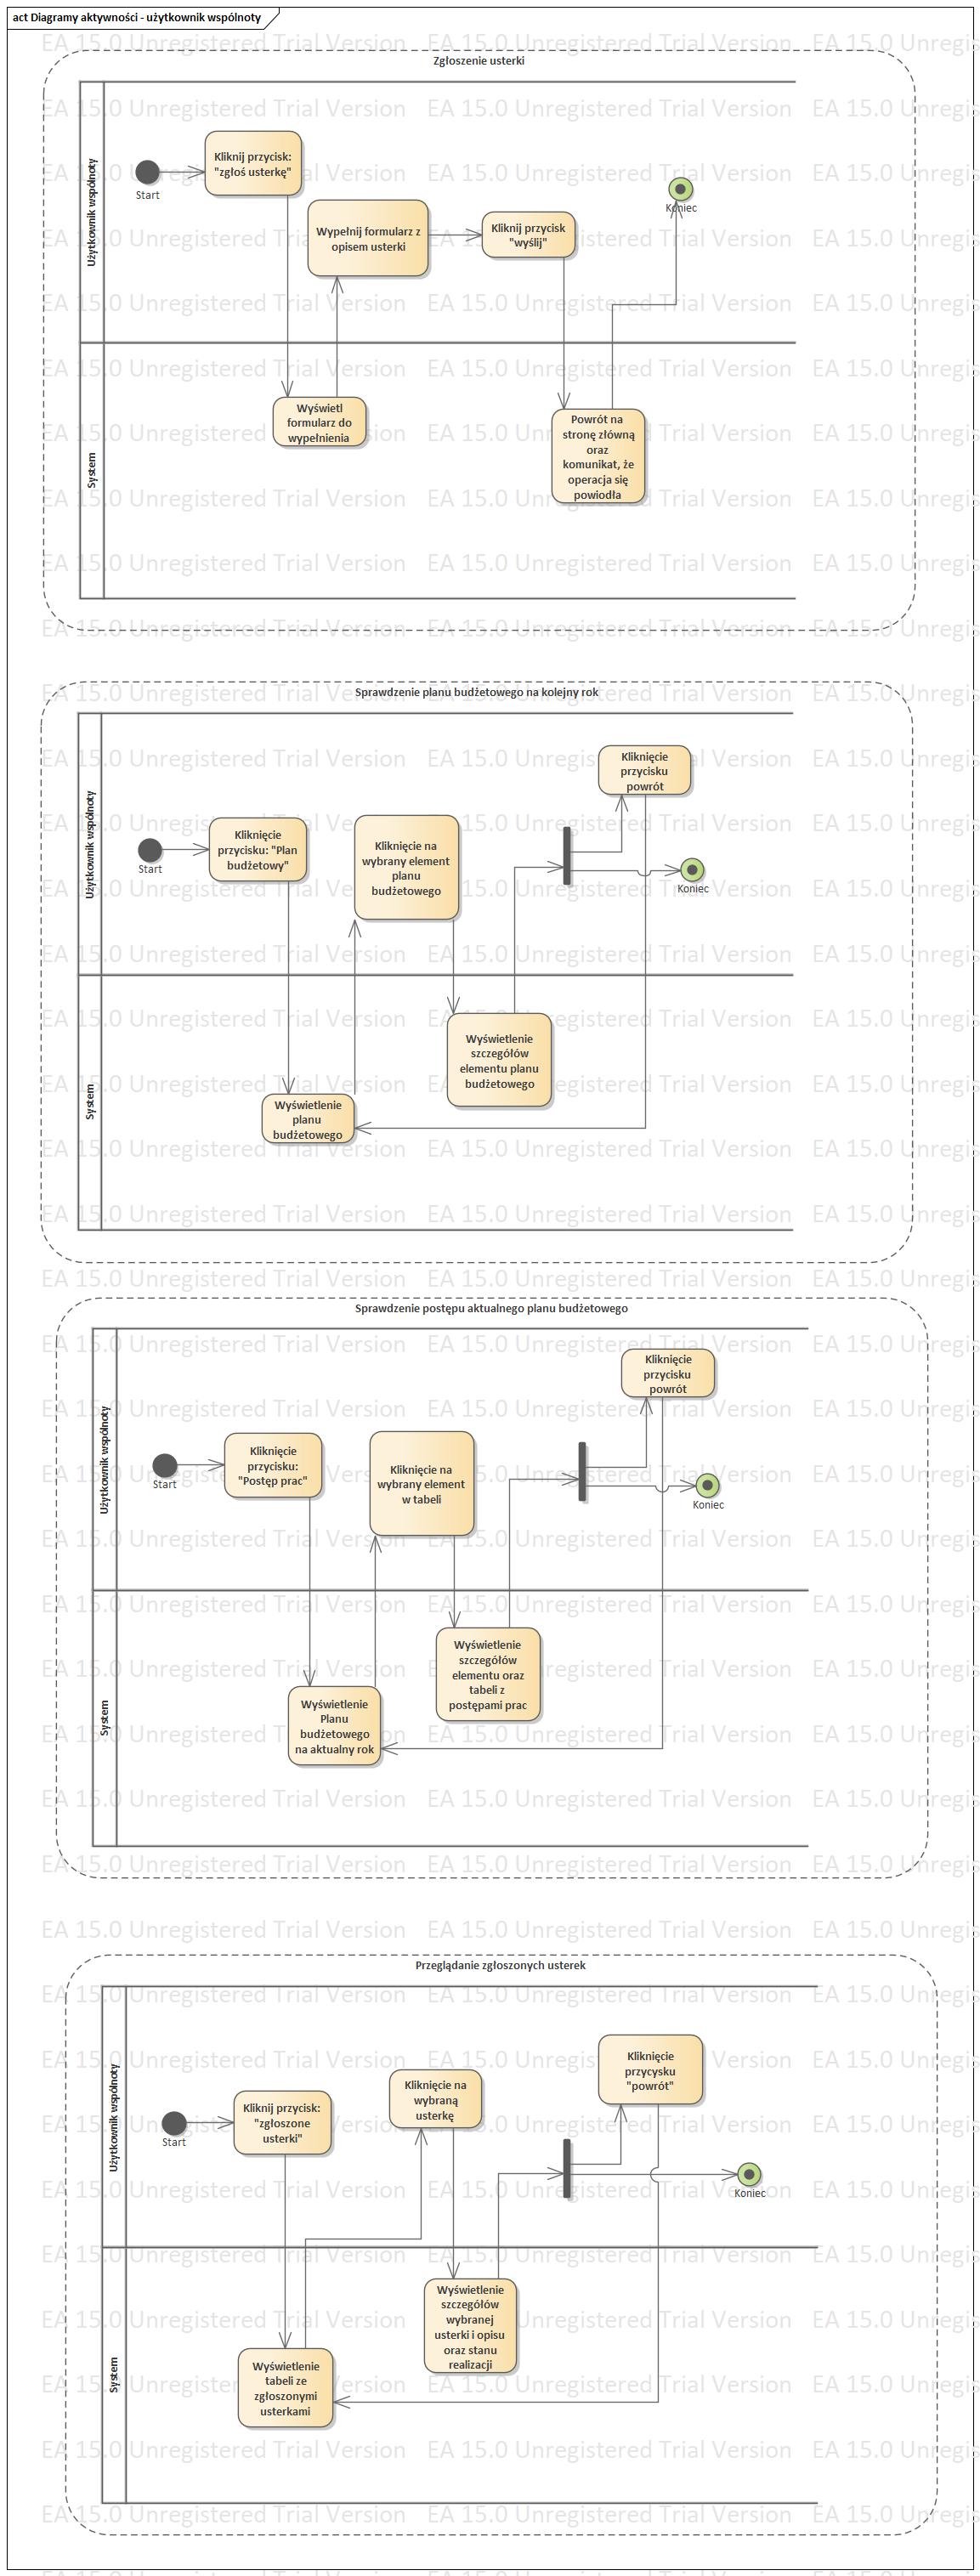 act Diagramy aktywności - użytkownik wspólnoty
Zgłoszenie usterki
Użytkownik wspólnoty
Start
Kliknij przycisk:
"zgłoś usterkę"
Wypełnij formularz z
opisem usterki
Kliknij przycisk
"wyślij"
Koniec
System
Wyświetl
formularz do
wypełnienia
Powrót na
stronę złówną
oraz
komunikat, że
operacja się
powiodła
Sprawdzenie planu budżetowego na kolejny rok
Użytkownik wspólnoty
Start
Kliknięcie
przycisku: "Plan
budżetowy"
Kliknięcie na
wybrany element
planu
budżetowego
Kliknięcie
przycisku
powrót
Koniec
System
Wyświetlenie
planu
budżetowego
Wyświetlenie
szczegółów
elementu planu
budżetowego
Sprawdzenie postępu aktualnego planu budżetowego
Użytkownik wspólnoty
Start
Kliknięcie
przycisku:
"Postęp prac"
Kliknięcie na
wybrany element
w tabeli
Kliknięcie
przycisku
powrót
Koniec
System
Wyświetlenie
Planu
budżetowego
na aktualny rok
Wyświetlenie
szczegółów
elementu oraz
tabeli z
postępami prac
Przeglądanie zgłoszonych usterek
Użytkownik wspólnoty
Start
Kliknij przycisk:
"zgłoszone
usterki"
Kliknięcie na
wybraną
usterkę
Kliknięcie
przycysku
"powrót"
Koniec
System
Wyświetlenie
tabeli ze
zgłoszonymi
usterkami
Wyświetlenie
szczegółów
wybranej
usterki i opisu
oraz stanu
realizacji
EA 15.0 Unregistered Trial Version